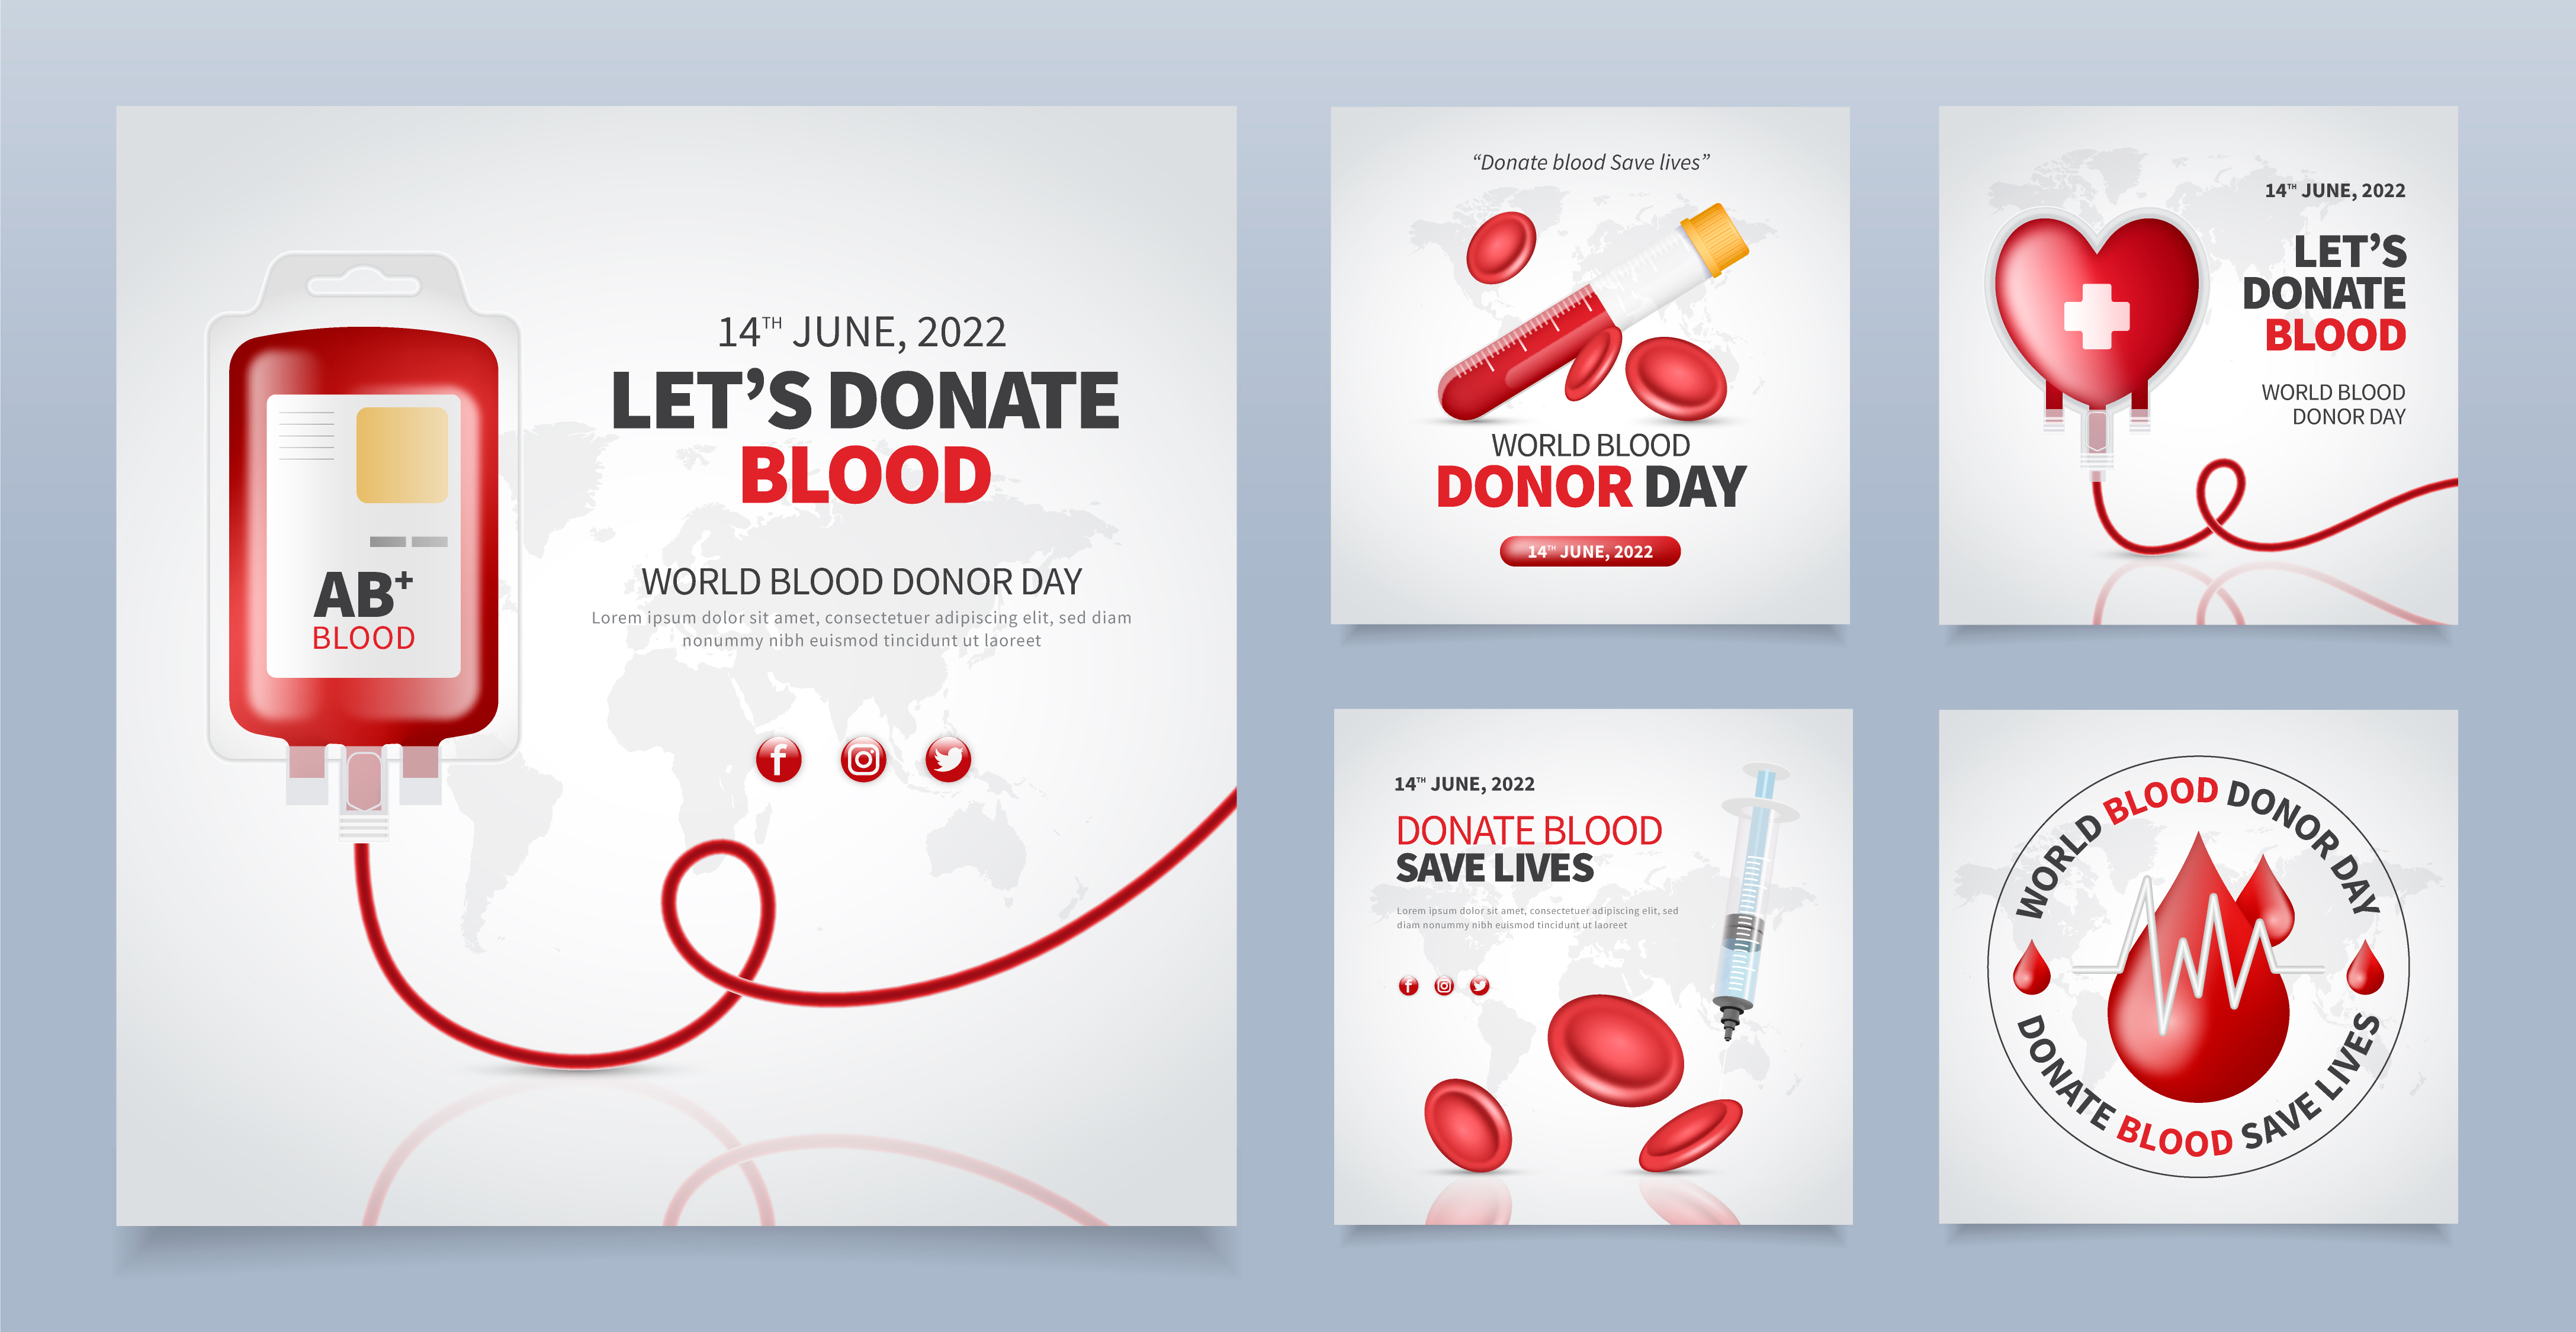 14TH JUNE, 2022
LET’S DONATE
BLOOD
WORLD BLOOD DONOR DAY
Lorem ipsum dolor sit amet, consectetuer adipiscing elit, sed diam
nonummy nibh euismod tincidunt ut laoreet
AB+
BLOOD
“Donate blood Save lives”
WORLD BLOOD
DONOR DAY
14TH JUNE, 2022
14TH JUNE, 2022
LET’S
DONATE
BLOOD
WORLD BLOOD
DONOR DAY
14TH JUNE, 2022
DONATE BLOOD
SAVE LIVES
Lorem ipsum dolor sit amet, consectetuer adipiscing elit, sed
diam nonummy nibh euismod tincidunt ut laoreet
WORLD BLOOD DONOR DAY
DONATE BLOOD SAVE LIVES